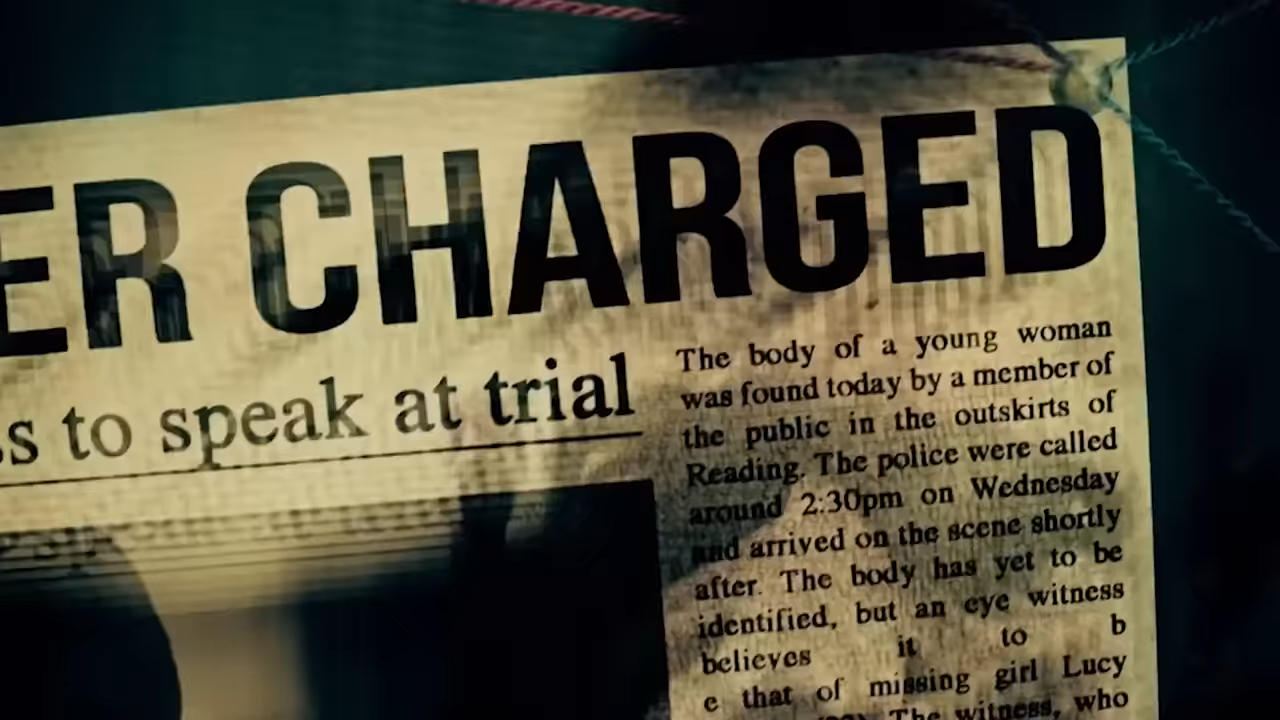 ER CHARGED
s to speak at trial
The body of a young woman
was found today by a member of
the public in the outskirts of
Reading. The police were called
around 2:30pm on Wednesday
and arrived on the scene shortly
after. The body has yet to be
identified, but an eye witness
believes it to b
e that of missing girl Lucy
The witness, who